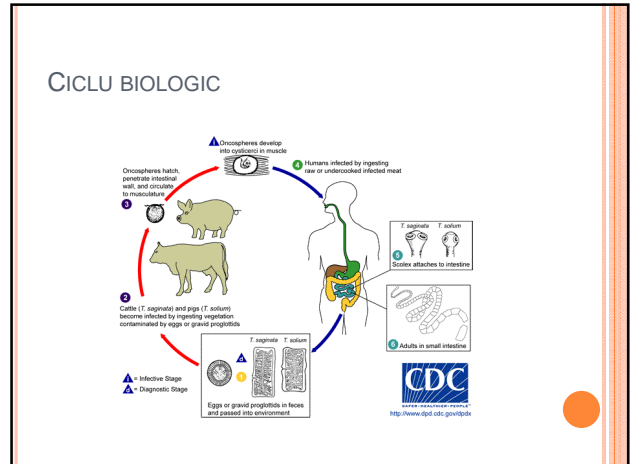 CICLU BIOLOGIC
i Oncospheres develop
into cysticerci in muscle
4 Humans infected by ingesting
raw or undercooked infected meat
Oncospheres hatch,
penetrate intestinal
wall, and circulate
to musculature
3
T. saginata T. solium
5
Scolex attaches to intestine
2
Cattle (T. saginata) and pigs (T. solium)
become infected by ingesting vegetation
contaminated by eggs or gravid proglottids
6 Adults in small intestine
T. saginata T. solium
d
1
Eggs or gravid proglottids in feces
and passed into environment
i = Infective Stage
d = Diagnostic Stage
CDC
SAFER·HEALTHIER·PEOPLE™
http://www.dpd.cdc.gov/dpdx